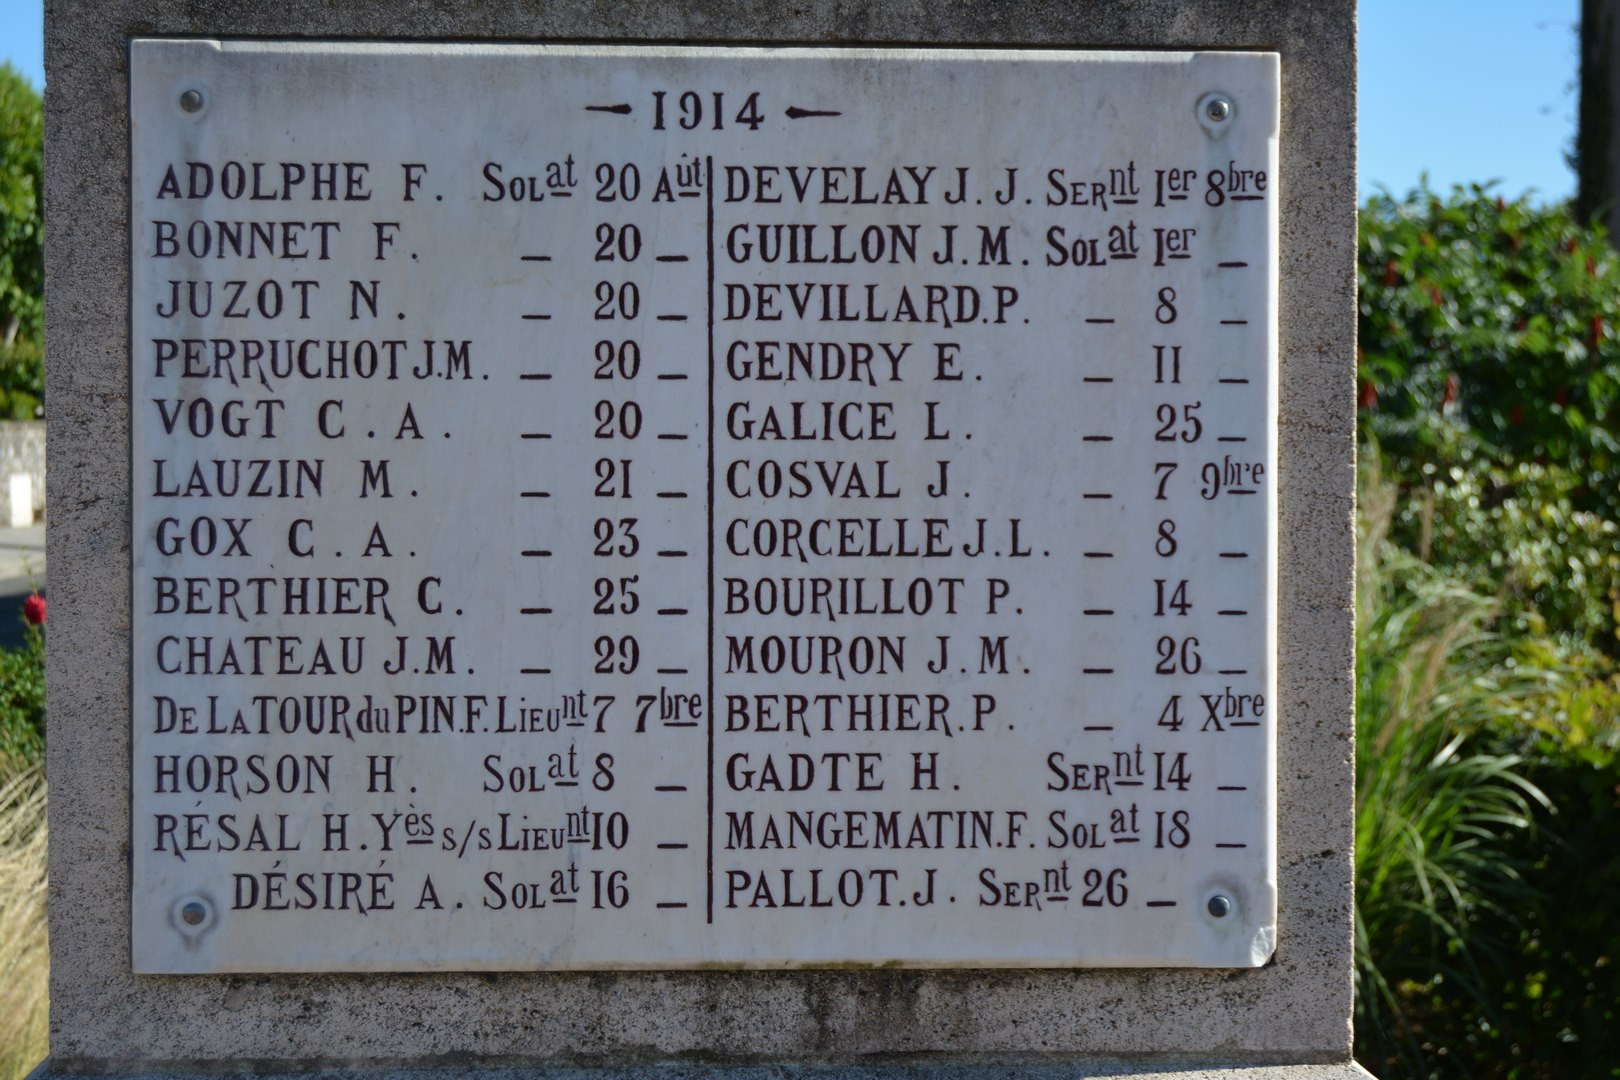 1914
ADOLPHE F. Solat 20 Aût
BONNET F. _ 20 _
JUZOT N. _ 20 _
PERRUCHOT J.M. _ 20 _
VOGT C. A. _ 20 _
LAUZIN M. _ 21 _
GOX C. A. _ 23 _
BERTHIER C. _ 25 _
CHATEAU J.M. _ 29 _
DE LA TOUR du PIN.F. Lieunt 7 7bre
HORSON H. Solat 8 _
RÉSAL H. Yès s/s Lieunt 10 _
DÉSIRÉ A. Solat 16 _
DEVELAY J. J. Sernt 1er 8bre
GUILLON J.M. Solat 1er _
DEVILLARD.P. _ 8 _
GENDRY E. _ 11 _
GALICE L. _ 25 _
COSVAL J. _ 7 9bre
CORCELLE J.L. _ 8 _
BOURILLOT P. _ 14 _
MOURON J.M. _ 26 _
BERTHIER.P. _ 4 Xbre
GADTE H. Sernt 14 _
MANGEMATIN.F. Solat 18 _
PALLOT.J. Sernt 26 _